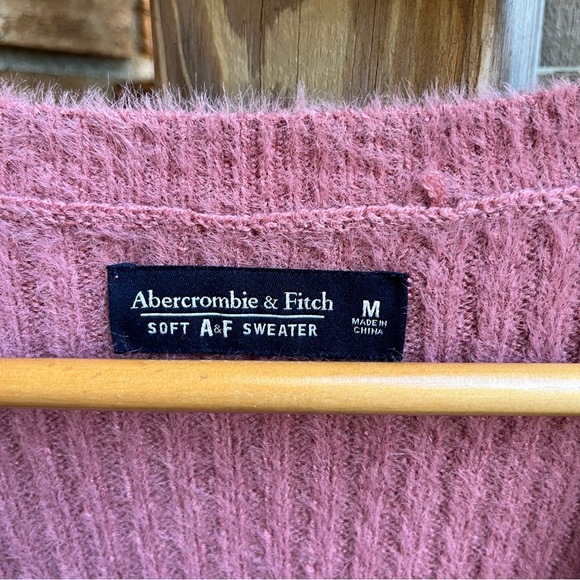 Abercrombie & Fitch
SOFT A&F SWEATER
M
MADE IN
CHINA